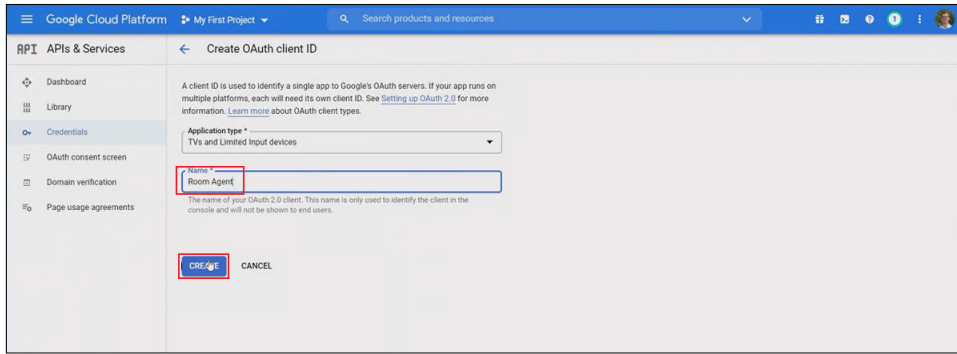 Google Cloud Platform
My First Project
Search products and resources
1
API APIs & Services
Create OAuth client ID
Dashboard
Library
Credentials
OAuth consent screen
Domain verification
Page usage agreements
A client ID is used to identify a single app to Google's OAuth servers. If your app runs on
multiple platforms, each will need its own client ID. See Setting up OAuth 2.0 for more
information. Learn more about OAuth client types.
Application type *
TVs and Limited Input devices
Name *
Room Agent
The name of your OAuth 2.0 client. This name is only used to identify the client in the
console and will not be shown to end users.
CREATE
CANCEL